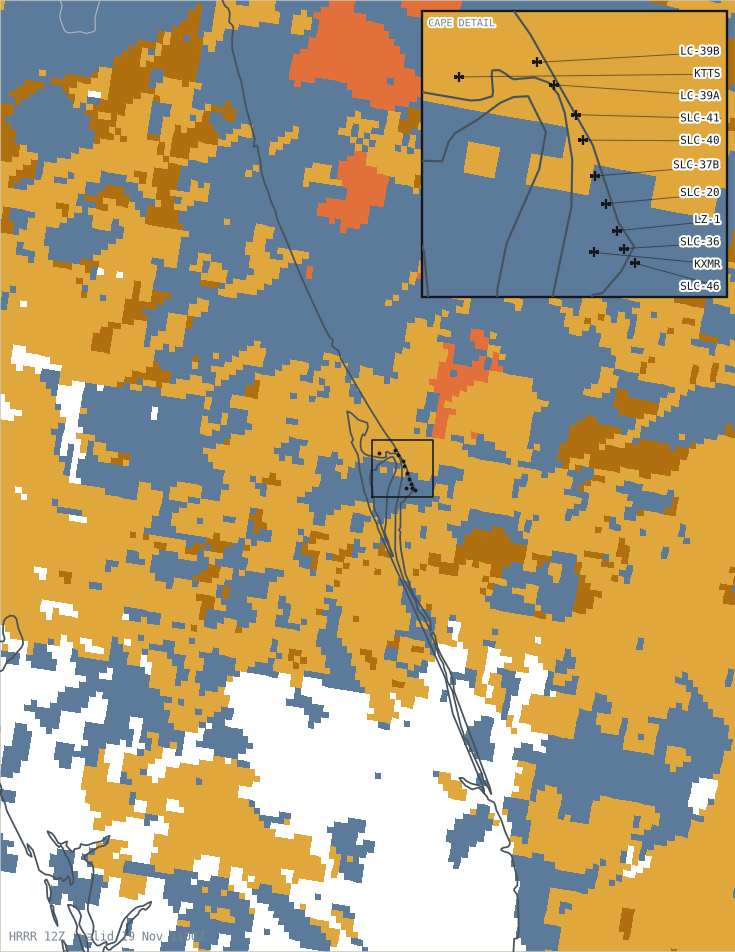 CAPE DETAIL
LC-39B
KTTS
LC-39A
SLC-41
SLC-40
SLC-37B
SLC-20
LZ-1
SLC-36
KXMR
SLC-46
HRRR 12Z valid 19 Nov